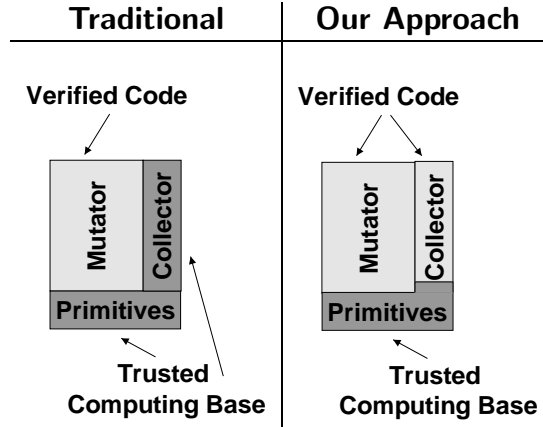 Traditional
Our Approach
Verified Code
Verified Code
Mutator
Collector
Mutator
Collector
Primitives
Primitives
Trusted
Computing Base
Trusted
Computing Base